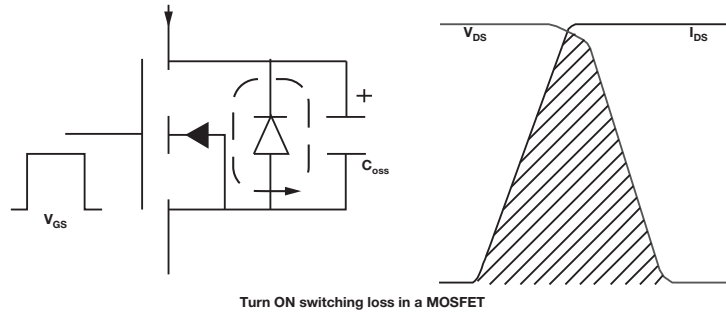 V_DS
I_DS
+
C_oss
V_GS
Turn ON switching loss in a MOSFET